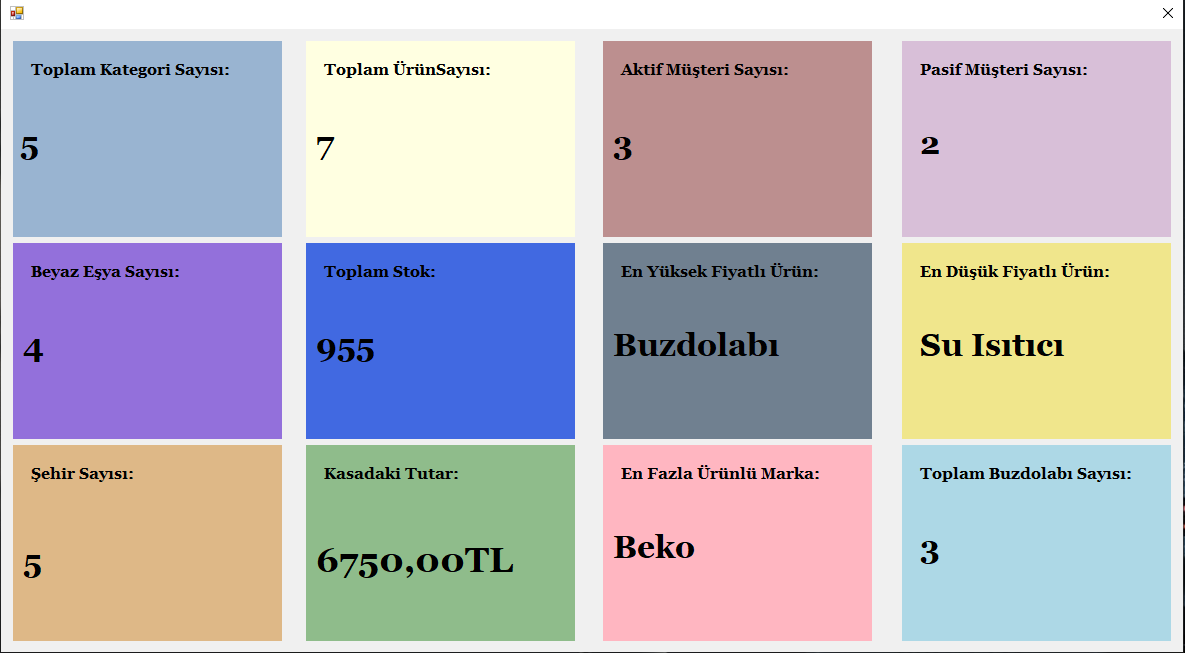 Toplam Kategori Sayısı:
5
Toplam ÜrünSayısı:
7
Aktif Müşteri Sayısı:
3
Pasif Müşteri Sayısı:
2
Beyaz Eşya Sayısı:
4
Toplam Stok:
955
En Yüksek Fiyatlı Ürün:
Buzdolabı
En Düşük Fiyatlı Ürün:
Su Isıtıcı
Şehir Sayısı:
5
Kasadaki Tutar:
6750,00TL
En Fazla Ürünlü Marka:
Beko
Toplam Buzdolabı Sayısı:
3